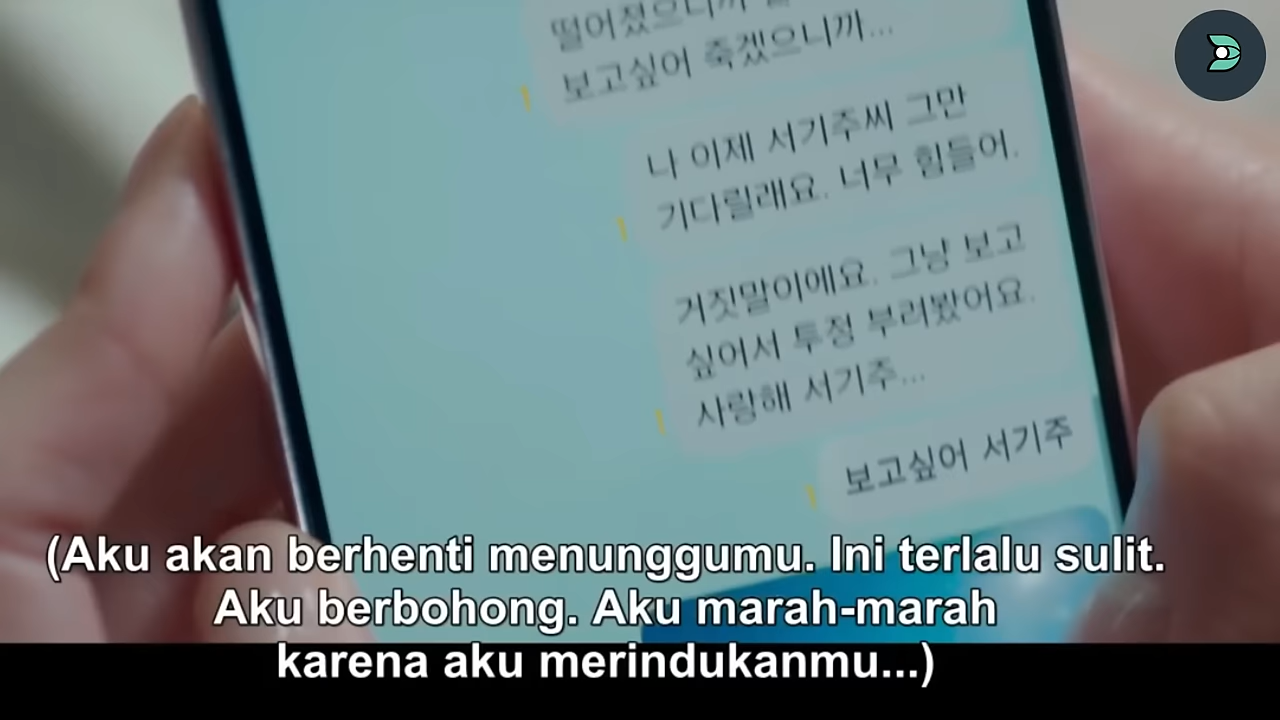 떨어졌으니까
보고싶어 죽겠으니까...
나 이제 서기주씨 그만
기다릴래요. 너무 힘들어.
거짓말이에요. 그냥 보고
싶어서 투정 부려봤어요.
사랑해 서기주...
보고싶어 서기주
(Aku akan berhenti menunggumu. Ini terlalu sulit.
Aku berbohong. Aku marah-marah
karena aku merindukanmu...)